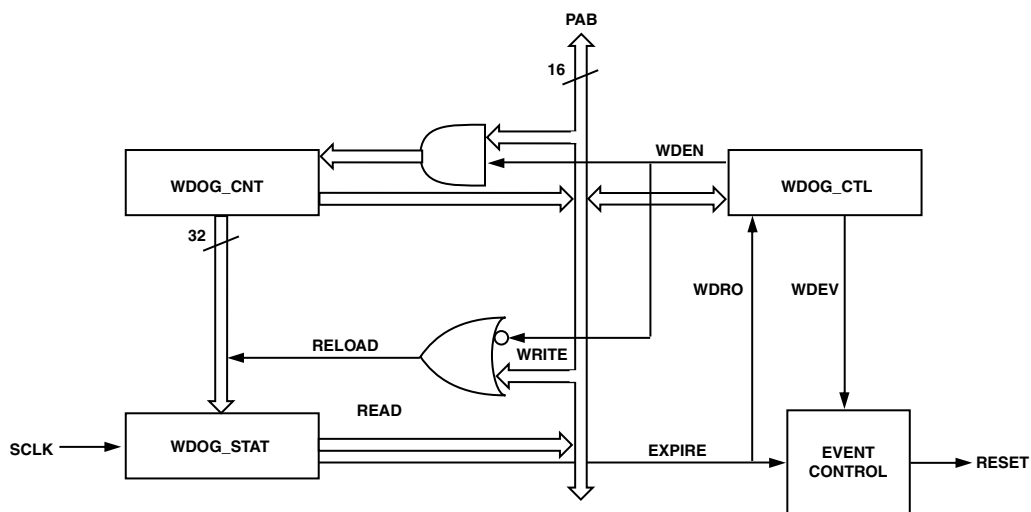 PAB
16
WDEN
WDOG_CNT
WDOG_CTL
32
WDRO
WDEV
RELOAD
WRITE
READ
SCLK
WDOG_STAT
EXPIRE
EVENT
CONTROL
RESET